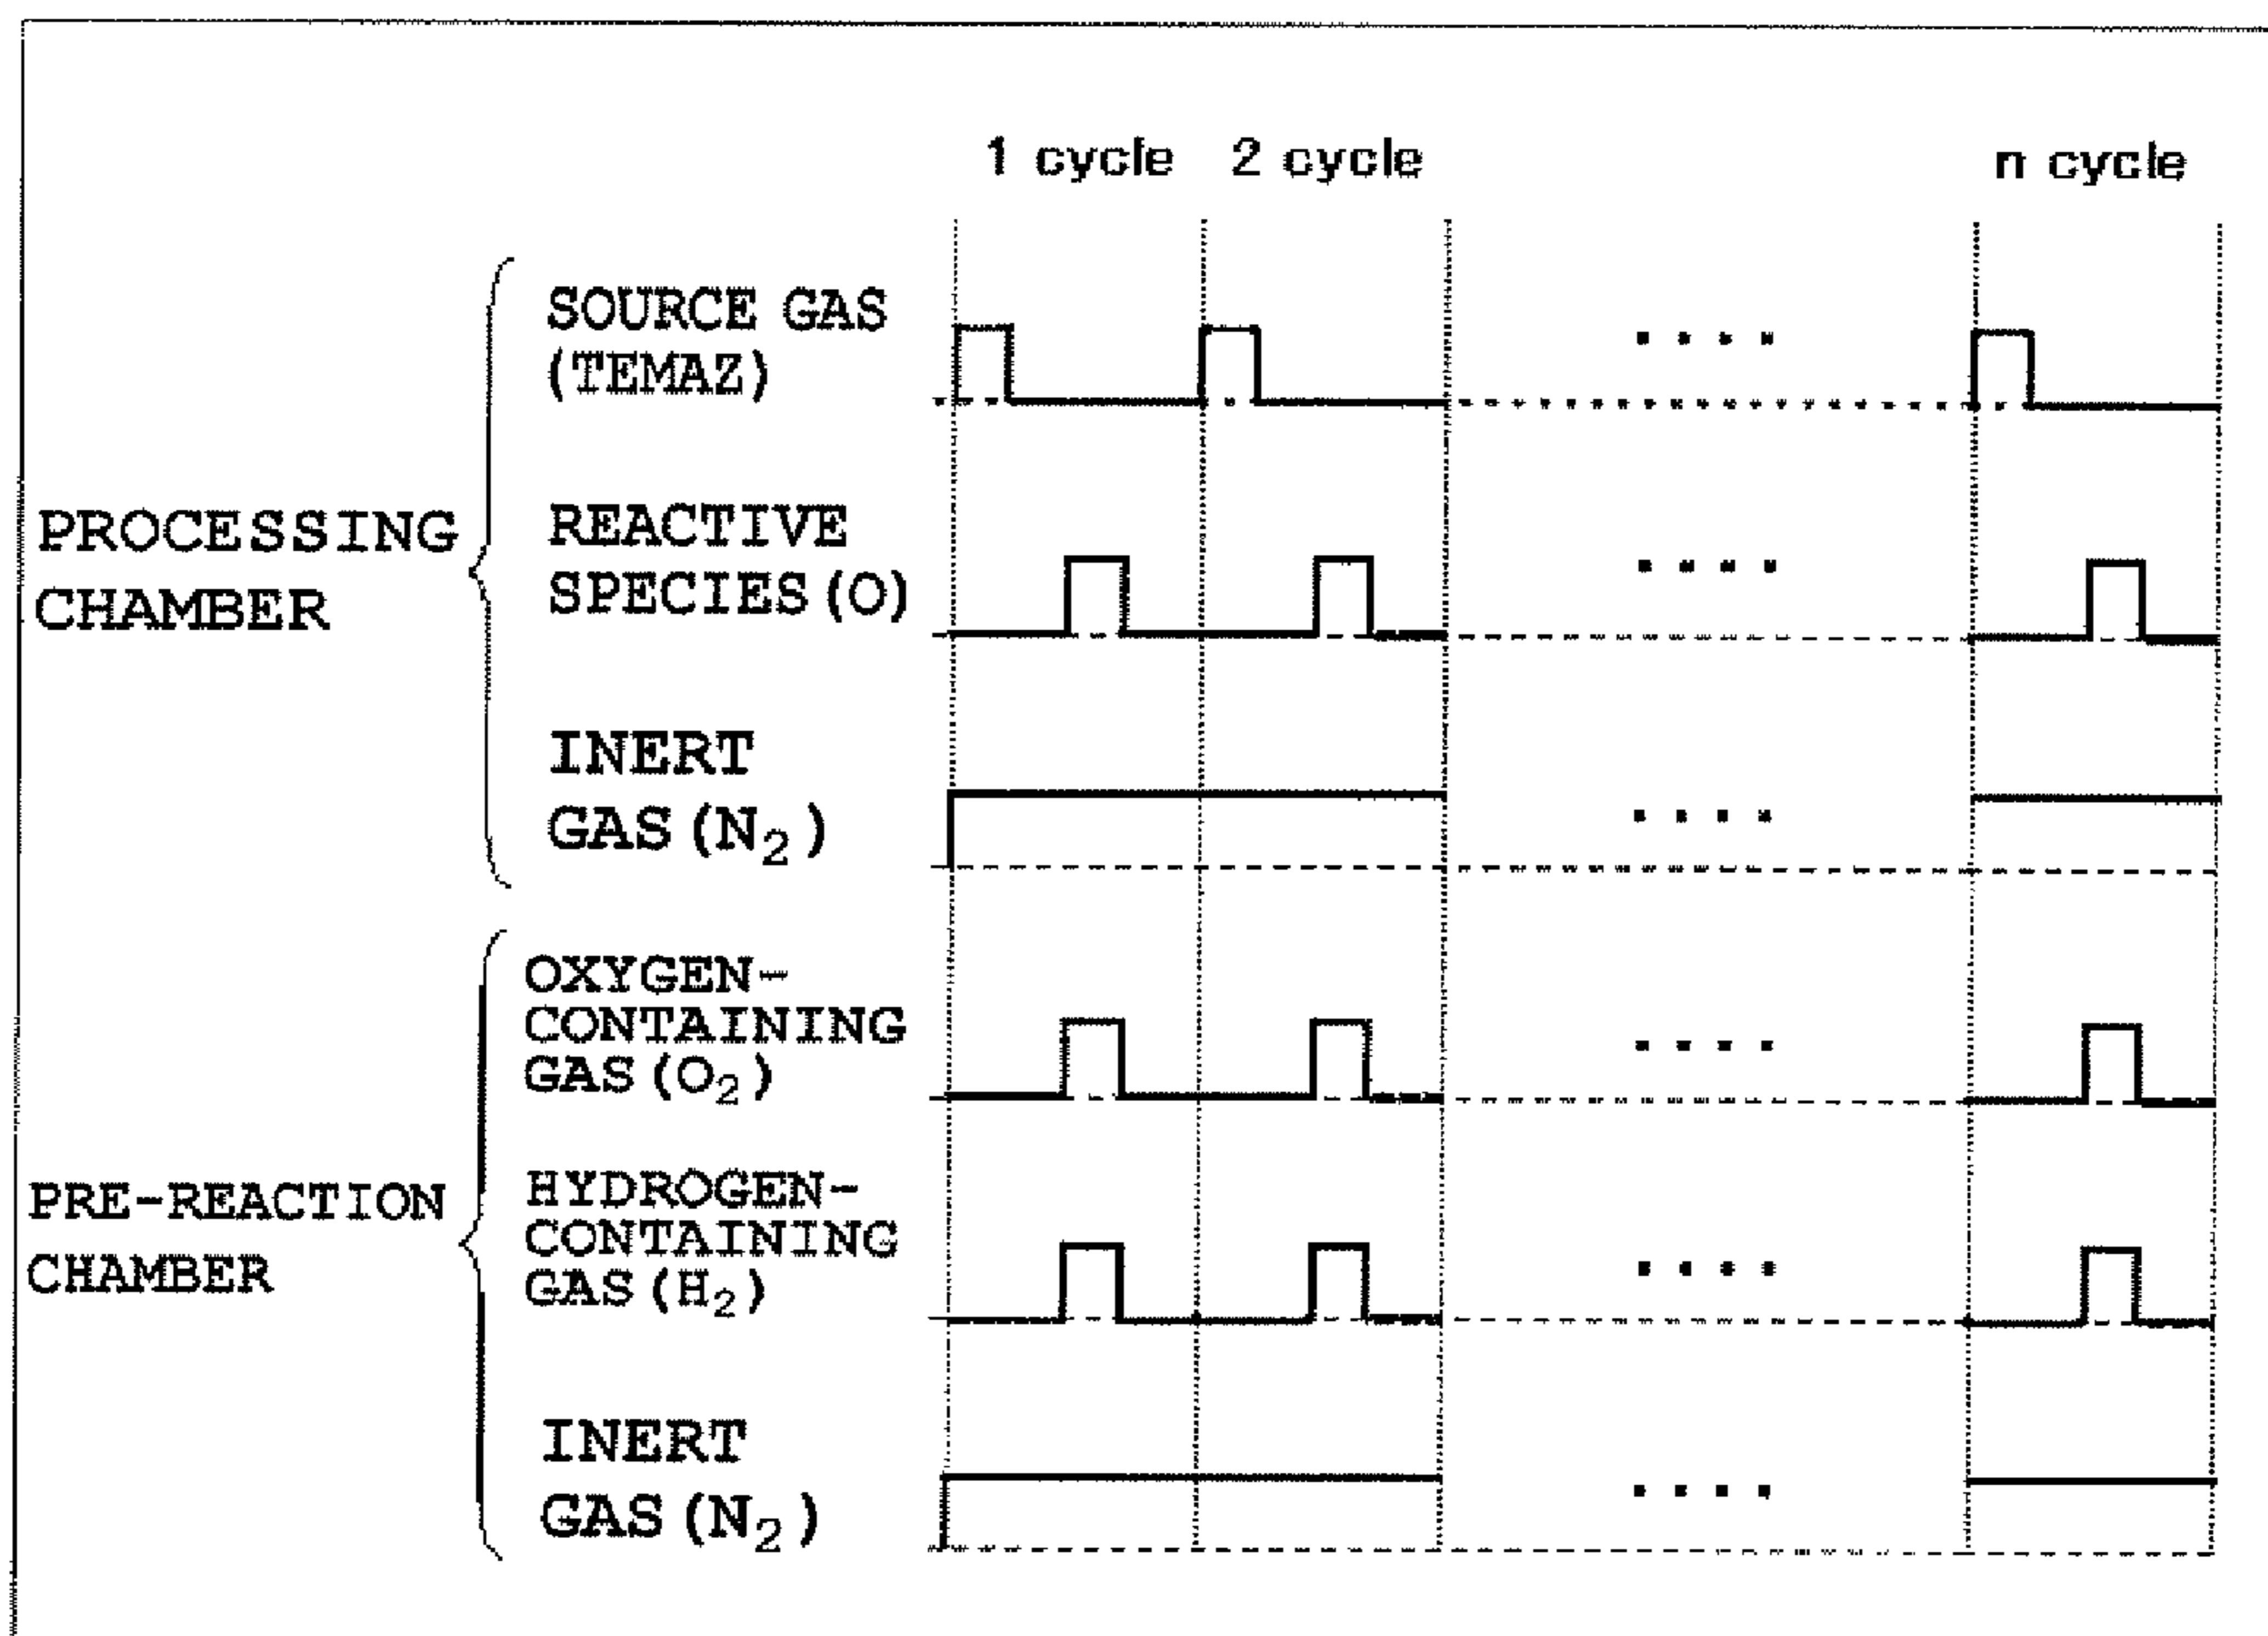 1 cycle 2 cycle n cycle
SOURCE GAS
(TEMAZ)
PROCESSING
CHAMBER
REACTIVE
SPECIES(O)
INERT
GAS(N₂)
OXYGEN-
CONTAINING
GAS(O₂)
PRE-REACTION
CHAMBER
HYDROGEN-
CONTAINING
GAS(H₂)
INERT
GAS(N₂)